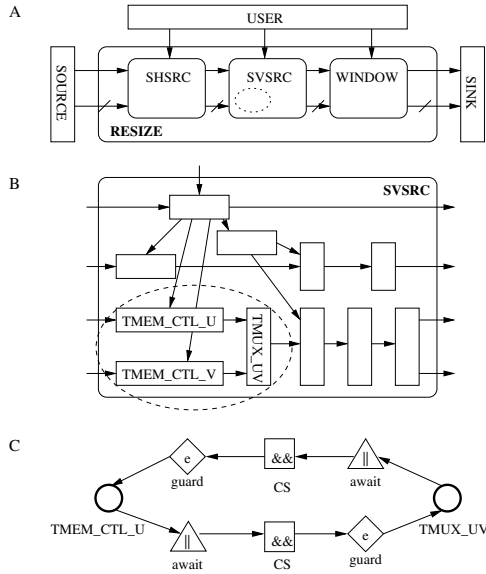 A
USER
SOURCE
SHSRC
SVSRC
WINDOW
SINK
RESIZE
B
SVSRC
TMEM_CTL_U
TMUX_UV
TMEM_CTL_V
C
e
&&
||
guard
CS
await
TMEM_CTL_U
TMUX_UV
||
&&
e
await
CS
guard